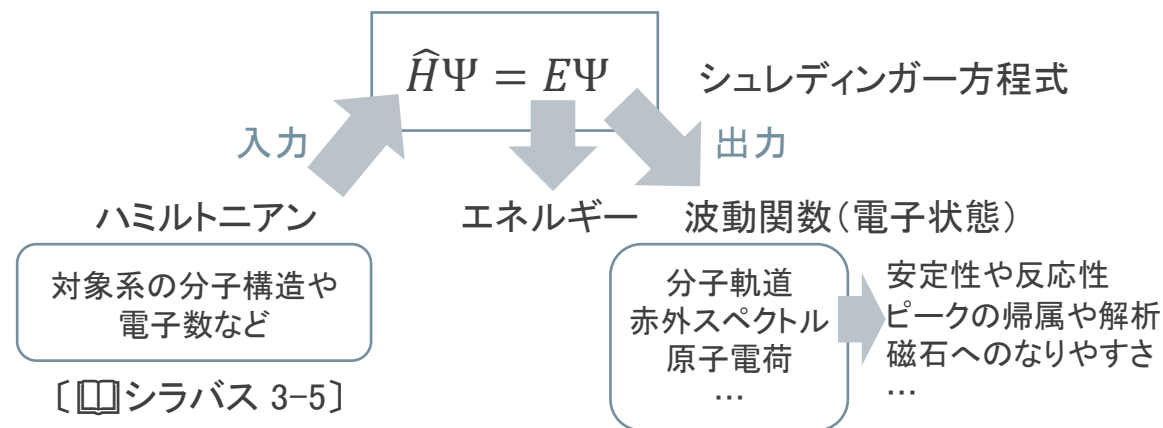 ĤΨ = EΨ
シュレディンガー方程式
入力
出力
ハミルトニアン
エネルギー
波動関数(電子状態)
対象系の分子構造や
電子数など
〔📖シラバス 3-5〕
分子軌道
赤外スペクトル
原子電荷
…
安定性や反応性
ピークの帰属や解析
磁石へのなりやすさ
…